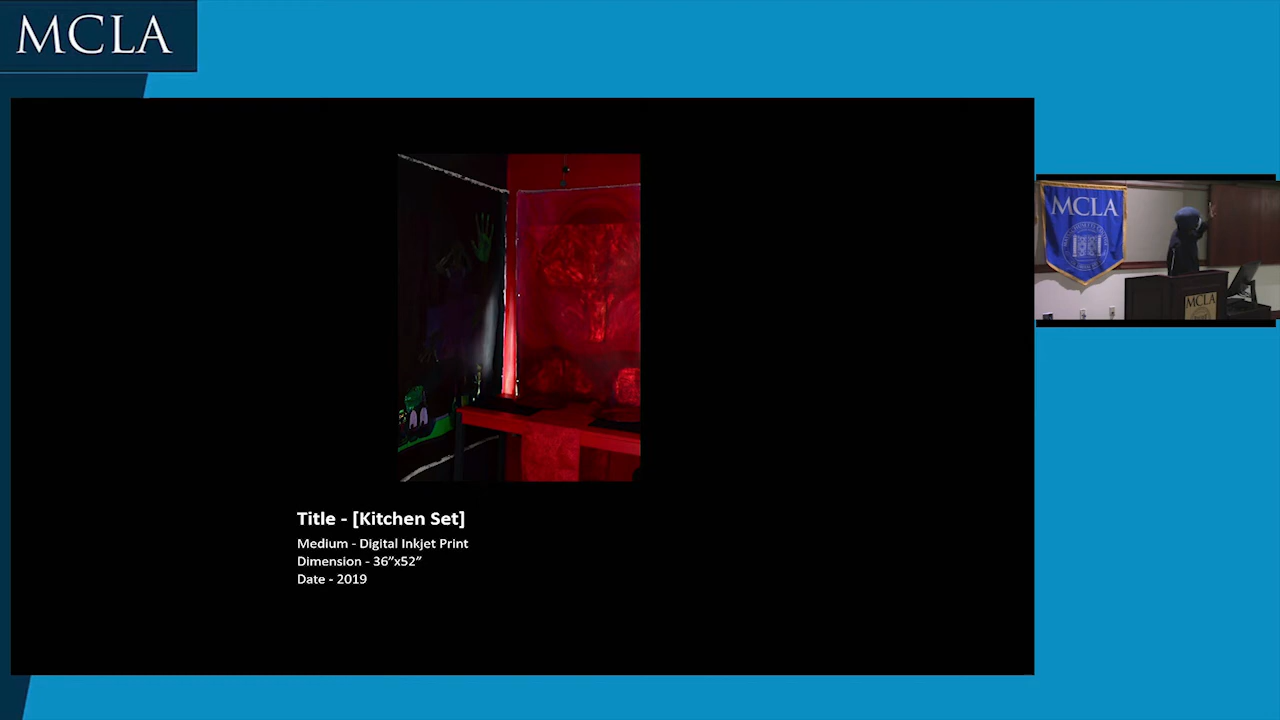 MCLA
Title - [Kitchen Set]
Medium - Digital Inkjet Print
Dimension - 36”x52”
Date - 2019
MCLA
MCLA